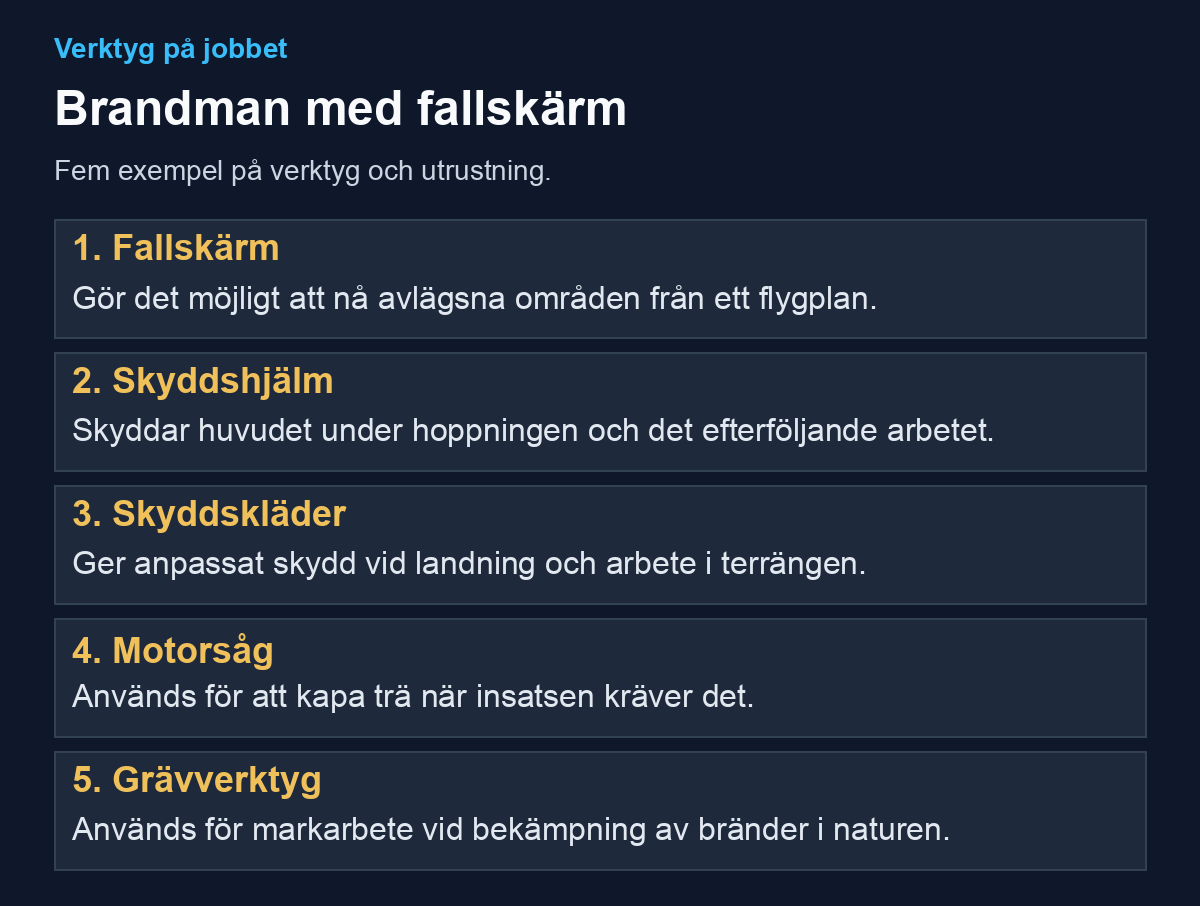 Verktyg på jobbet
Brandman med fallskärm
Fem exempel på verktyg och utrustning.
1. Fallskärm
Gör det möjligt att nå avlägsna områden från ett flygplan.
2. Skyddshjälm
Skyddar huvudet under hoppningen och det efterföljande arbetet.
3. Skyddskläder
Ger anpassat skydd vid landning och arbete i terrängen.
4. Motorsåg
Används för att kapa trä när insatsen kräver det.
5. Grävverktyg
Används för markarbete vid bekämpning av bränder i naturen.